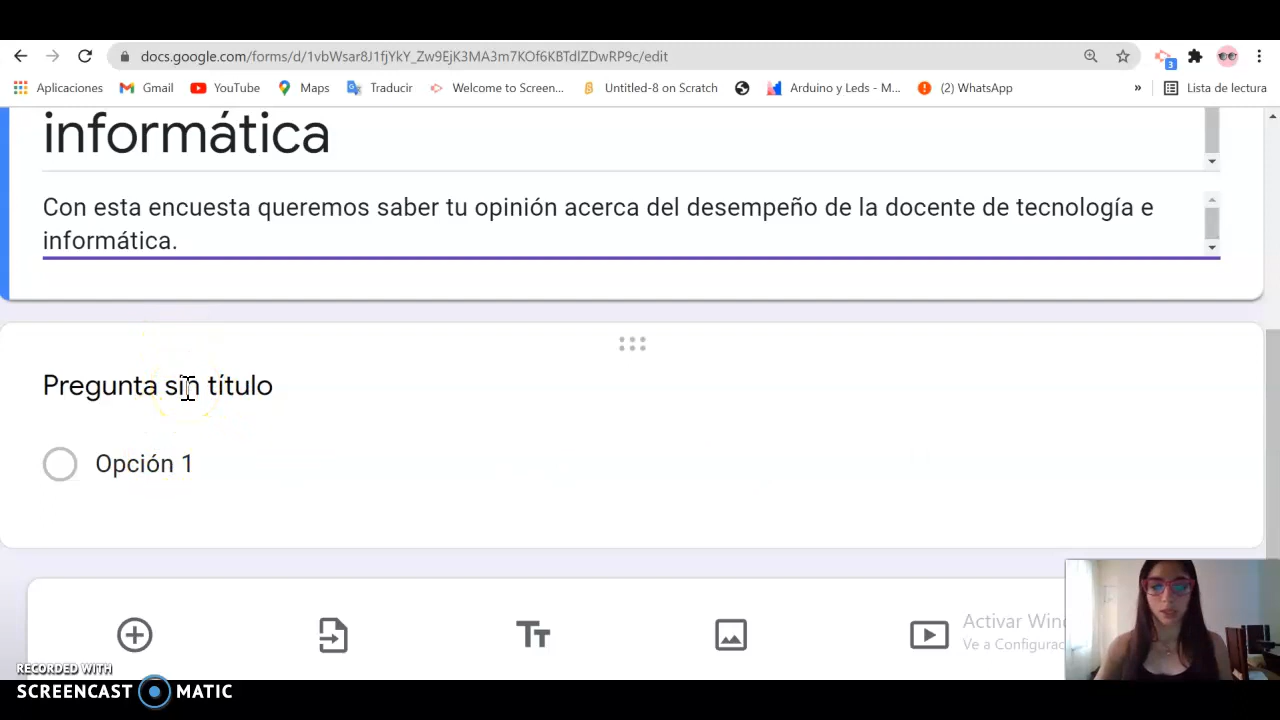 docs.google.com/forms/d/1vbWsar8J1fjYkY_Zw9EjK3MA3m7KOf6KBTdlZDwRP9c/edit
3
Aplicaciones Gmail YouTube Maps Traducir Welcome to Screen... Untitled-8 on Scratch Arduino y Leds - M... (2) WhatsApp » Lista de lectura
informática
Con esta encuesta queremos saber tu opinión acerca del desempeño de la docente de tecnología e
informática.
Pregunta sin título
Opción 1
Tt
Activar Win
Ve a Configurac
RECORDED WITH
SCREENCAST MATIC